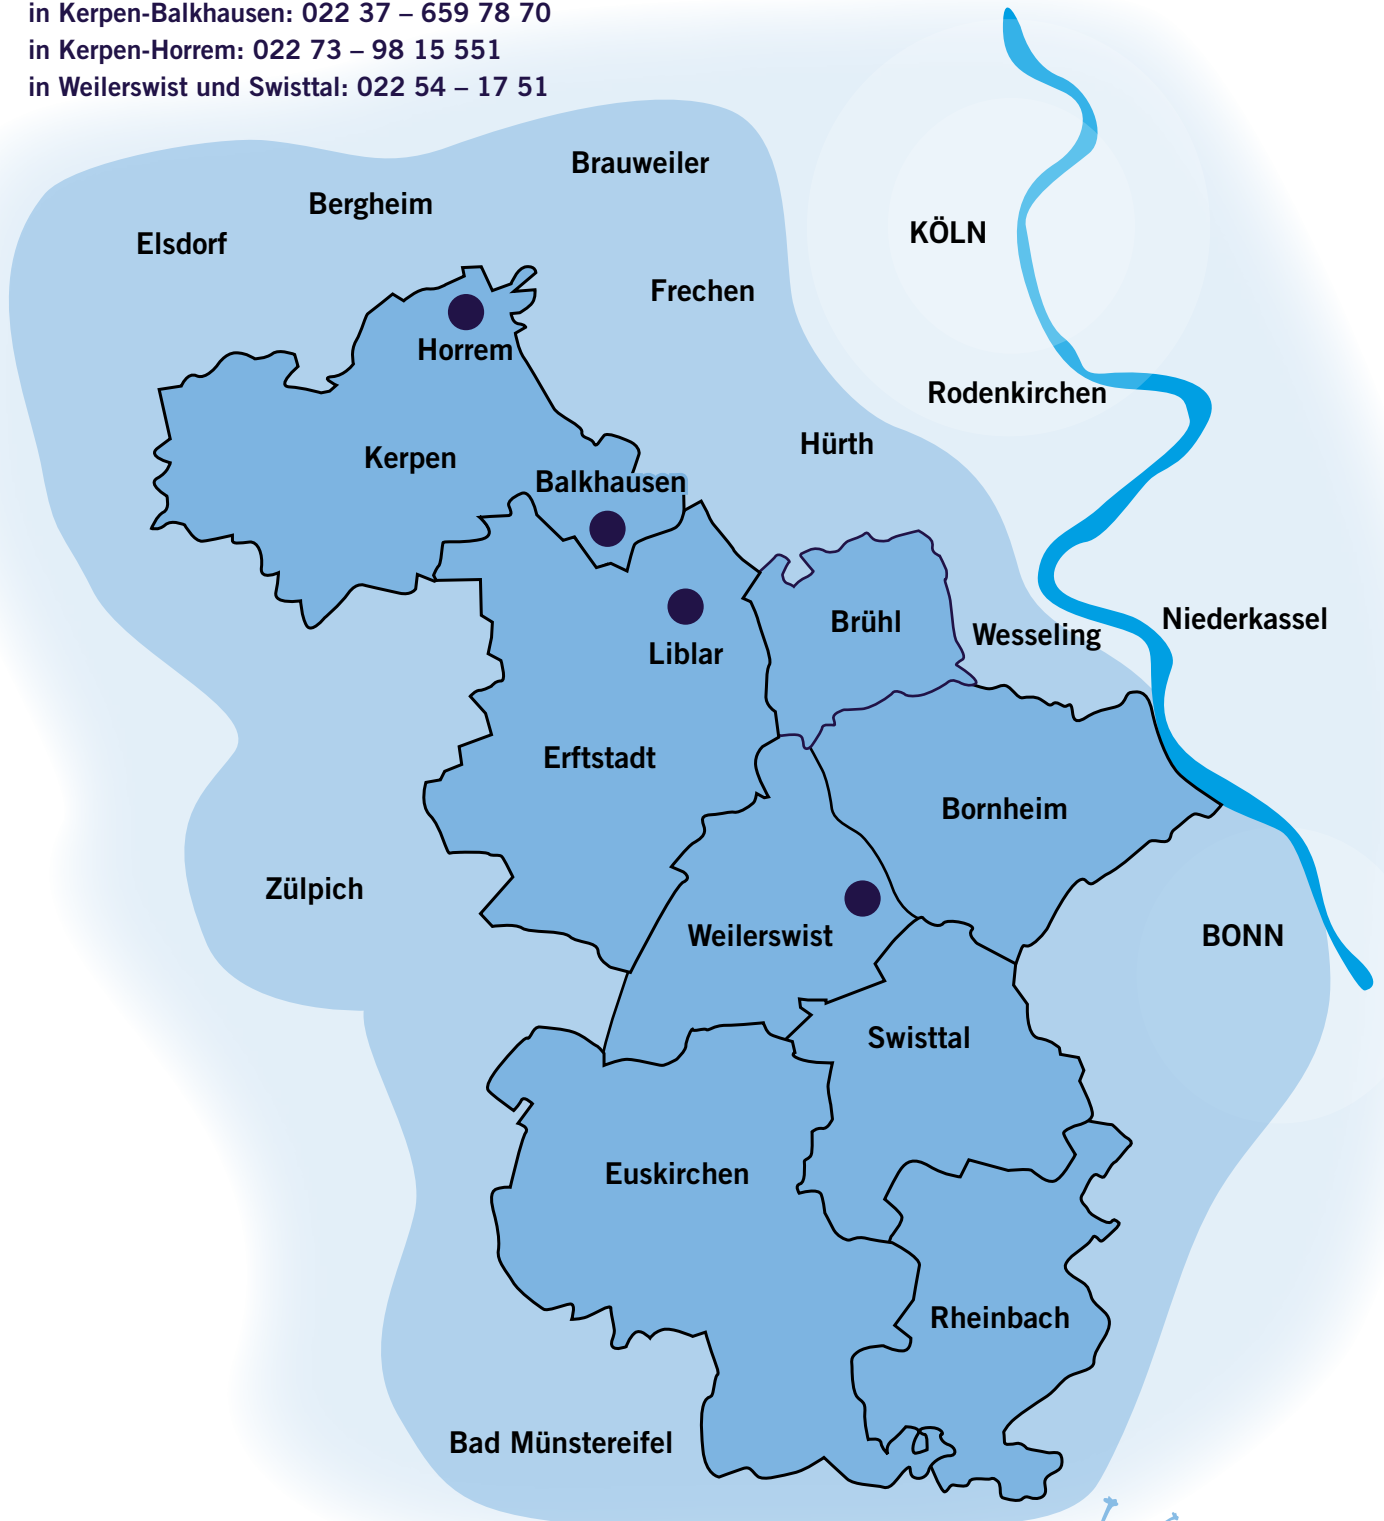 in Kerpen-Balkhausen: 022 37 – 659 78 70
in Kerpen-Horrem: 022 73 – 98 15 551
in Weilerswist und Swisttal: 022 54 – 17 51
Brauweiler
Bergheim
Elsdorf
KÖLN
Frechen
Horrem
Rodenkirchen
Hürth
Kerpen
Balkhausen
Niederkassel
Brühl
Wesseling
Liblar
Erftstadt
Bornheim
Zülpich
Weilerswist
BONN
Swisttal
Euskirchen
Rheinbach
Bad Münstereifel